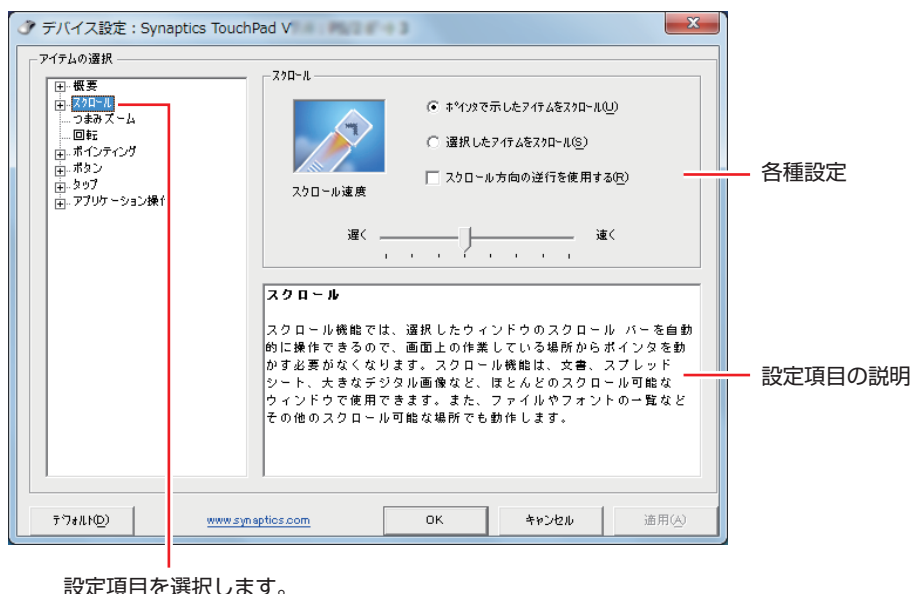 デバイス設定：Synaptics TouchPad V
アイテムの選択
概要
スクロール
つまみズーム
回転
ポインティング
ボタン
タップ
アプリケーション操作
スクロール
スクロール速度
ポインタで示したアイテムをスクロール(U)
選択したアイテムをスクロール(S)
スクロール方向の逆行を使用する(R)
遅く 速く
スクロール
スクロール機能では、選択したウィンドウのスクロール バーを自動
的に操作できるので、画面上の作業している場所からポインタを動
かす必要がなくなります。スクロール機能は、文書、スプレッド
シート、大きなデジタル画像など、ほとんどのスクロール可能な
ウィンドウで使用できます。また、ファイルやフォントの一覧など
その他のスクロール可能な場所でも動作します。
デフォルト(D) www.synaptics.com OK キャンセル 適用(A)
各種設定
設定項目の説明
設定項目を選択します。